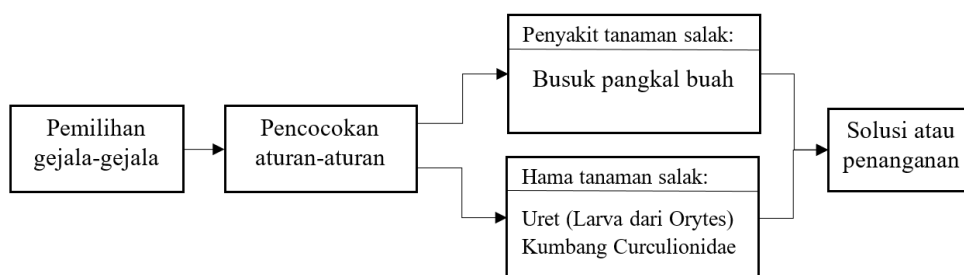 Pemilihan
gejala-gejala
Pencocokan
aturan-aturan
Penyakit tanaman salak:
Busuk pangkal buah
Hama tanaman salak:
Uret (Larva dari Orytes)
Kumbang Curculionidae
Solusi atau
penanganan